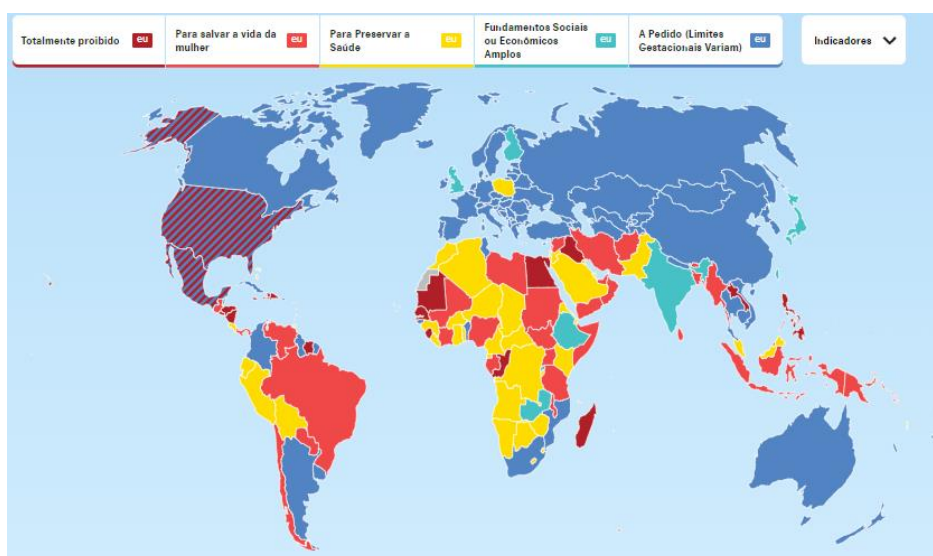 Totalmente proibido eu
Para salvar a vida da
mulher eu
Para Preservar a
Saúde eu
Fundamentos Sociais
ou Econômicos
Amplos eu
A Pedido (Limites
Gestacionais Variam) eu
Indicadores